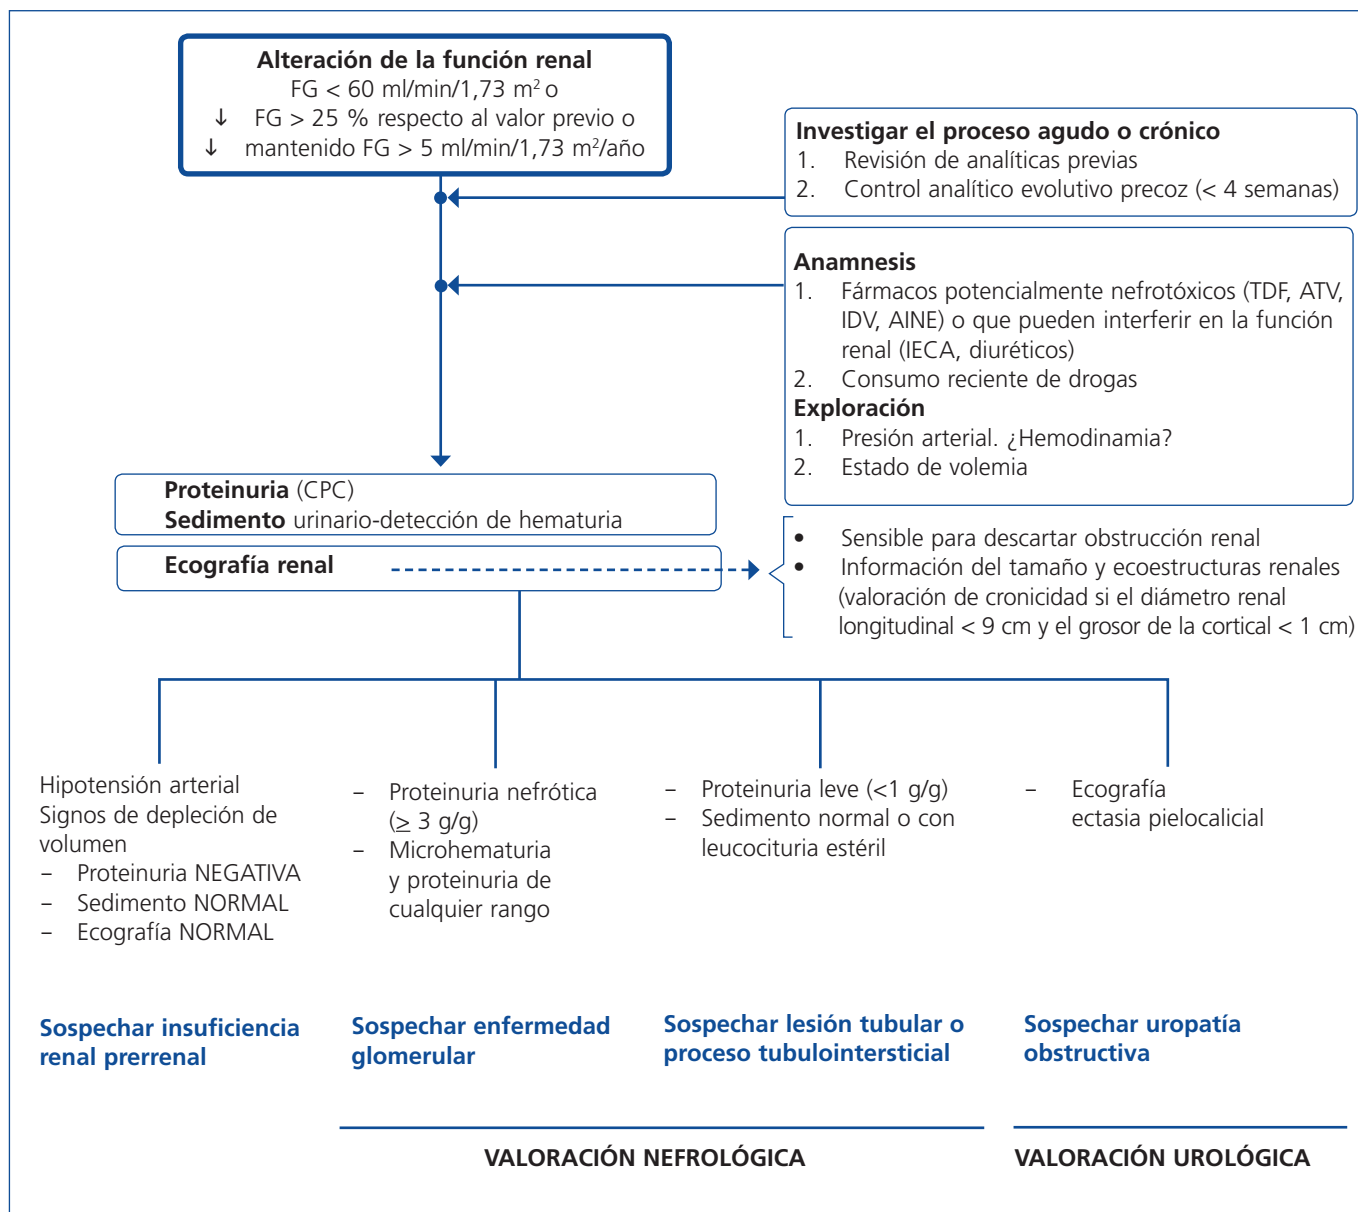 Alteración de la función renal
FG < 60 ml/min/1,73 m² o
↓ FG > 25 % respecto al valor previo o
↓ mantenido FG > 5 ml/min/1,73 m²/año
Investigar el proceso agudo o crónico
1. Revisión de analíticas previas
2. Control analítico evolutivo precoz (< 4 semanas)
Anamnesis
1. Fármacos potencialmente nefrotóxicos (TDF, ATV,
IDV, AINE) o que pueden interferir en la función
renal (IECA, diuréticos)
2. Consumo reciente de drogas
Exploración
1. Presión arterial. ¿Hemodinamia?
2. Estado de volemia
Proteinuria (CPC)
Sedimento urinario-detección de hematuria
Ecografía renal
• Sensible para descartar obstrucción renal
• Información del tamaño y ecoestructuras renales
(valoración de cronicidad si el diámetro renal
longitudinal < 9 cm y el grosor de la cortical < 1 cm)
Hipotensión arterial
Signos de depleción de
volumen
– Proteinuria NEGATIVA
– Sedimento NORMAL
– Ecografía NORMAL
– Proteinuria nefrótica
(≥ 3 g/g)
– Microhematuria
y proteinuria de
cualquier rango
– Proteinuria leve (<1 g/g)
– Sedimento normal o con
leucocituria estéril
– Ecografía
ectasia pielocalicial
Sospechar insuficiencia
renal prerrenal
Sospechar enfermedad
glomerular
Sospechar lesión tubular o
proceso tubulointersticial
Sospechar uropatía
obstructiva
VALORACIÓN NEFROLÓGICA
VALORACIÓN UROLÓGICA